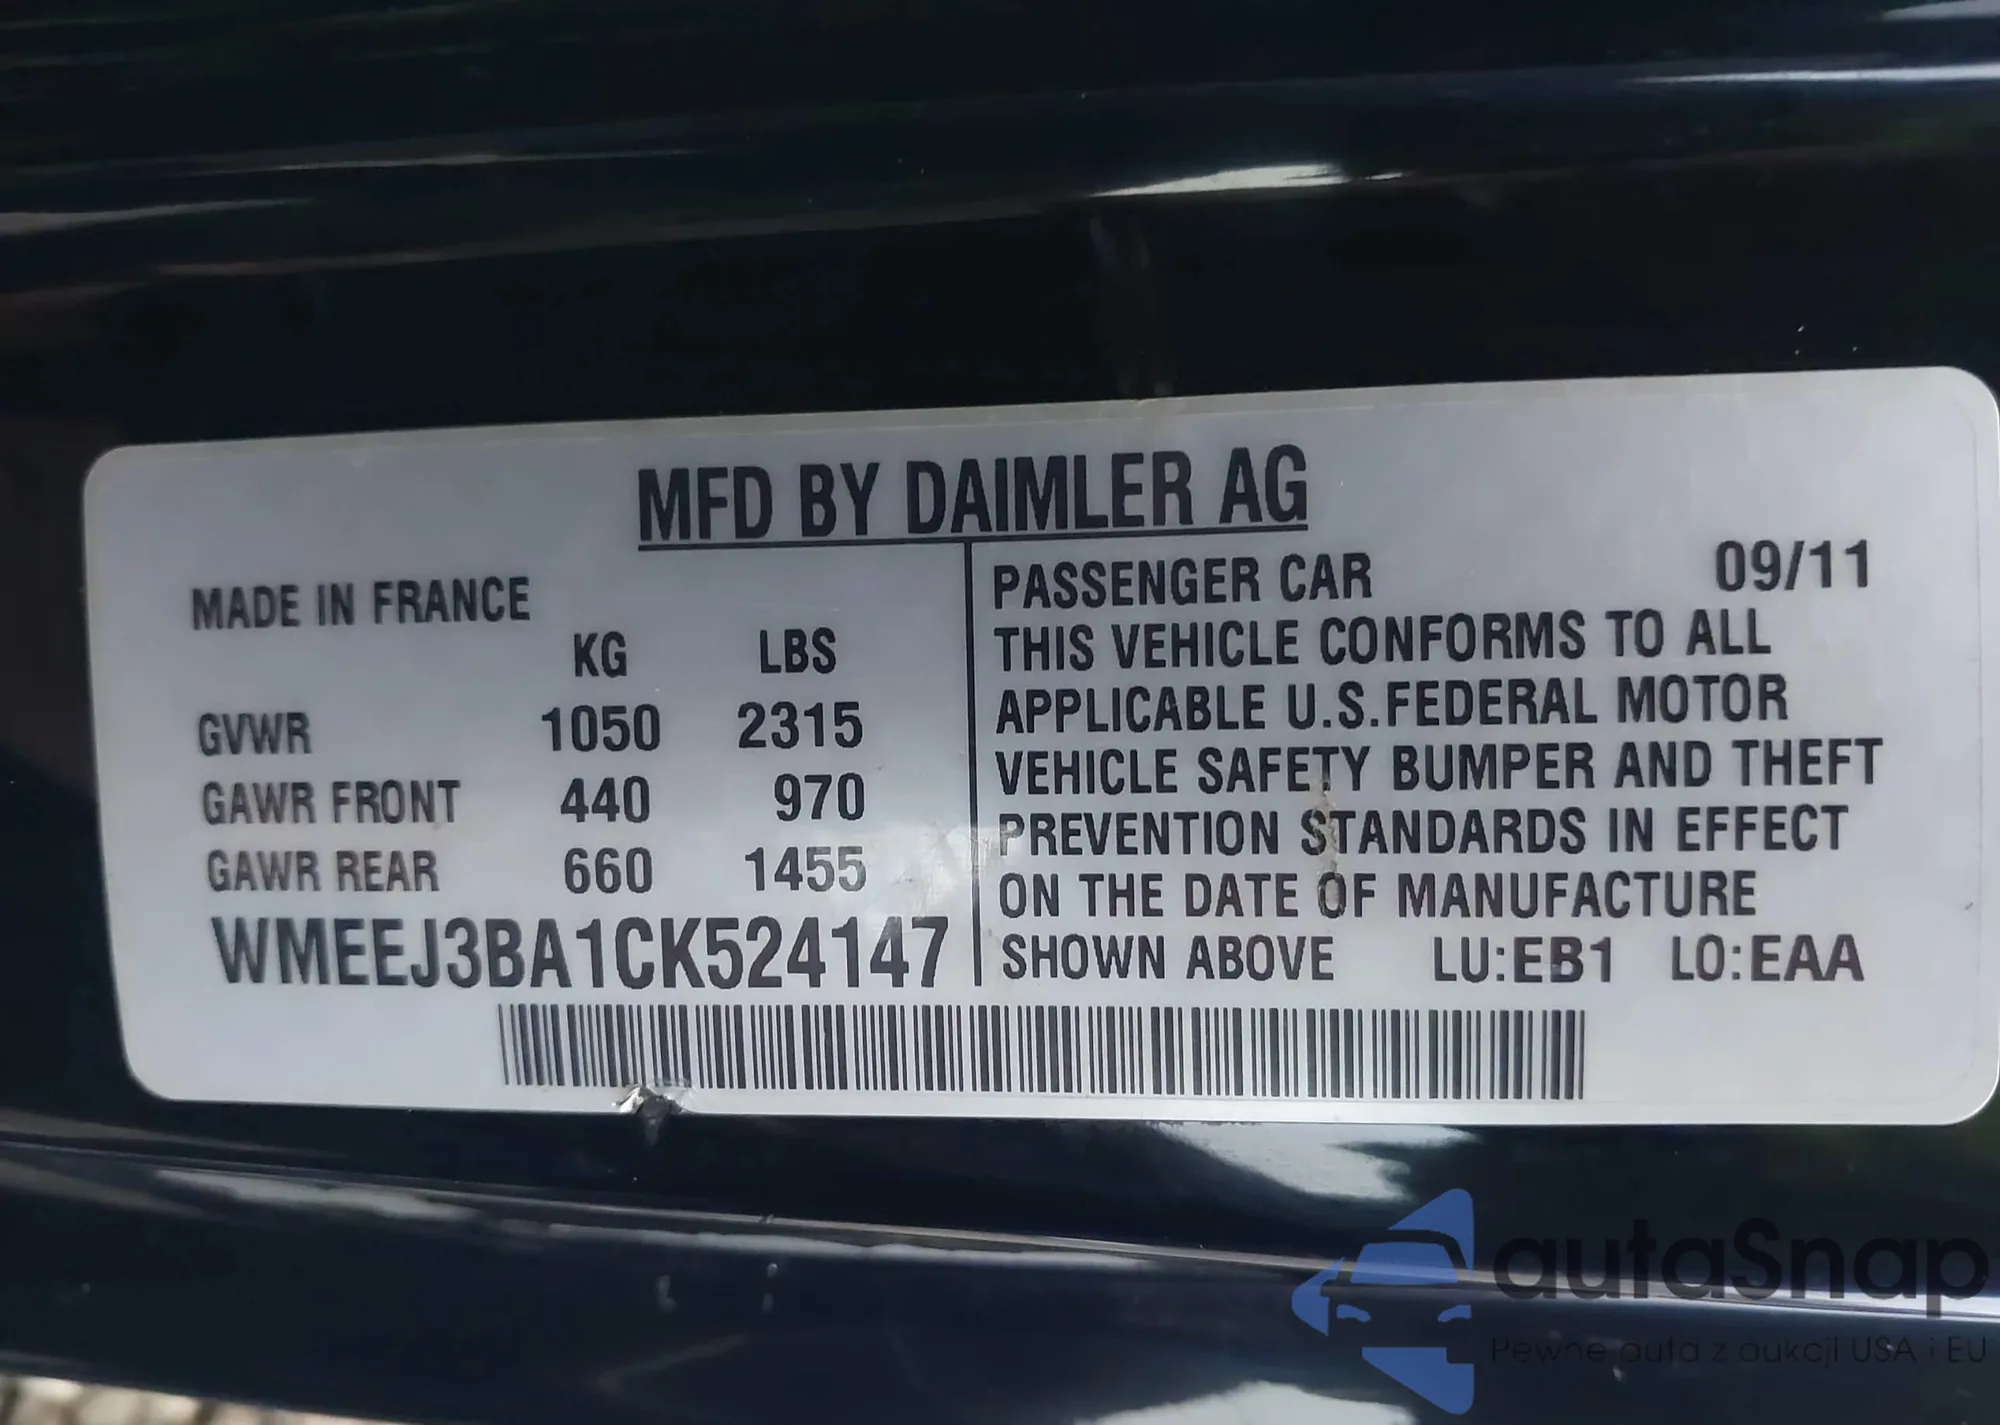 MFD BY DAIMLER AG
MADE IN FRANCE
KG LBS
GVWR 1050 2315
GAWR FRONT 440 970
GAWR REAR 660 1455
WMEEJ3BA1CK524147
PASSENGER CAR 09/11
THIS VEHICLE CONFORMS TO ALL
APPLICABLE U.S.FEDERAL MOTOR
VEHICLE SAFETY BUMPER AND THEFT
PREVENTION STANDARDS IN EFFECT
ON THE DATE OF MANUFACTURE
SHOWN ABOVE LU:EB1 LO:EAA
autaSnap
Pewne auta z aukcji USA i EU